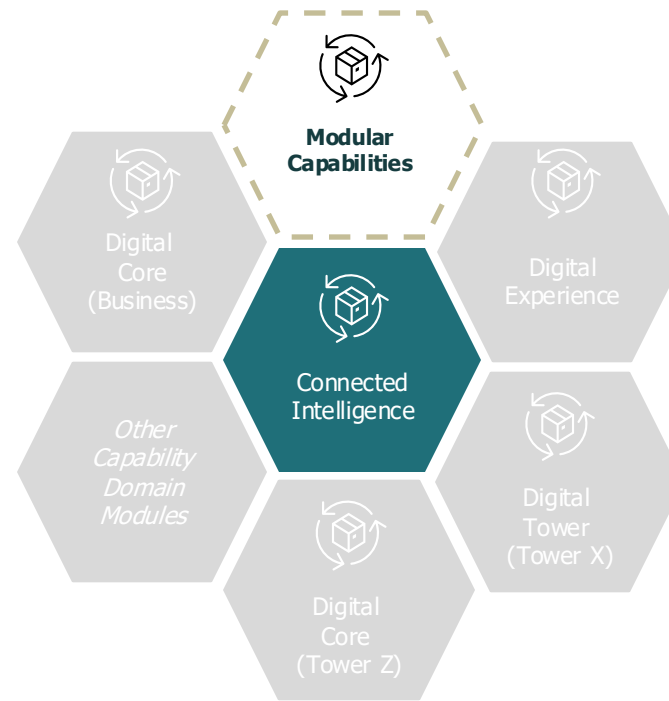 Modular
Capabilities
Digital
Core
(Business)
Digital
Experience
Connected
Intelligence
Other
Capability
Domain
Modules
Digital
Tower
(Tower X)
Digital
Core
(Tower Z)